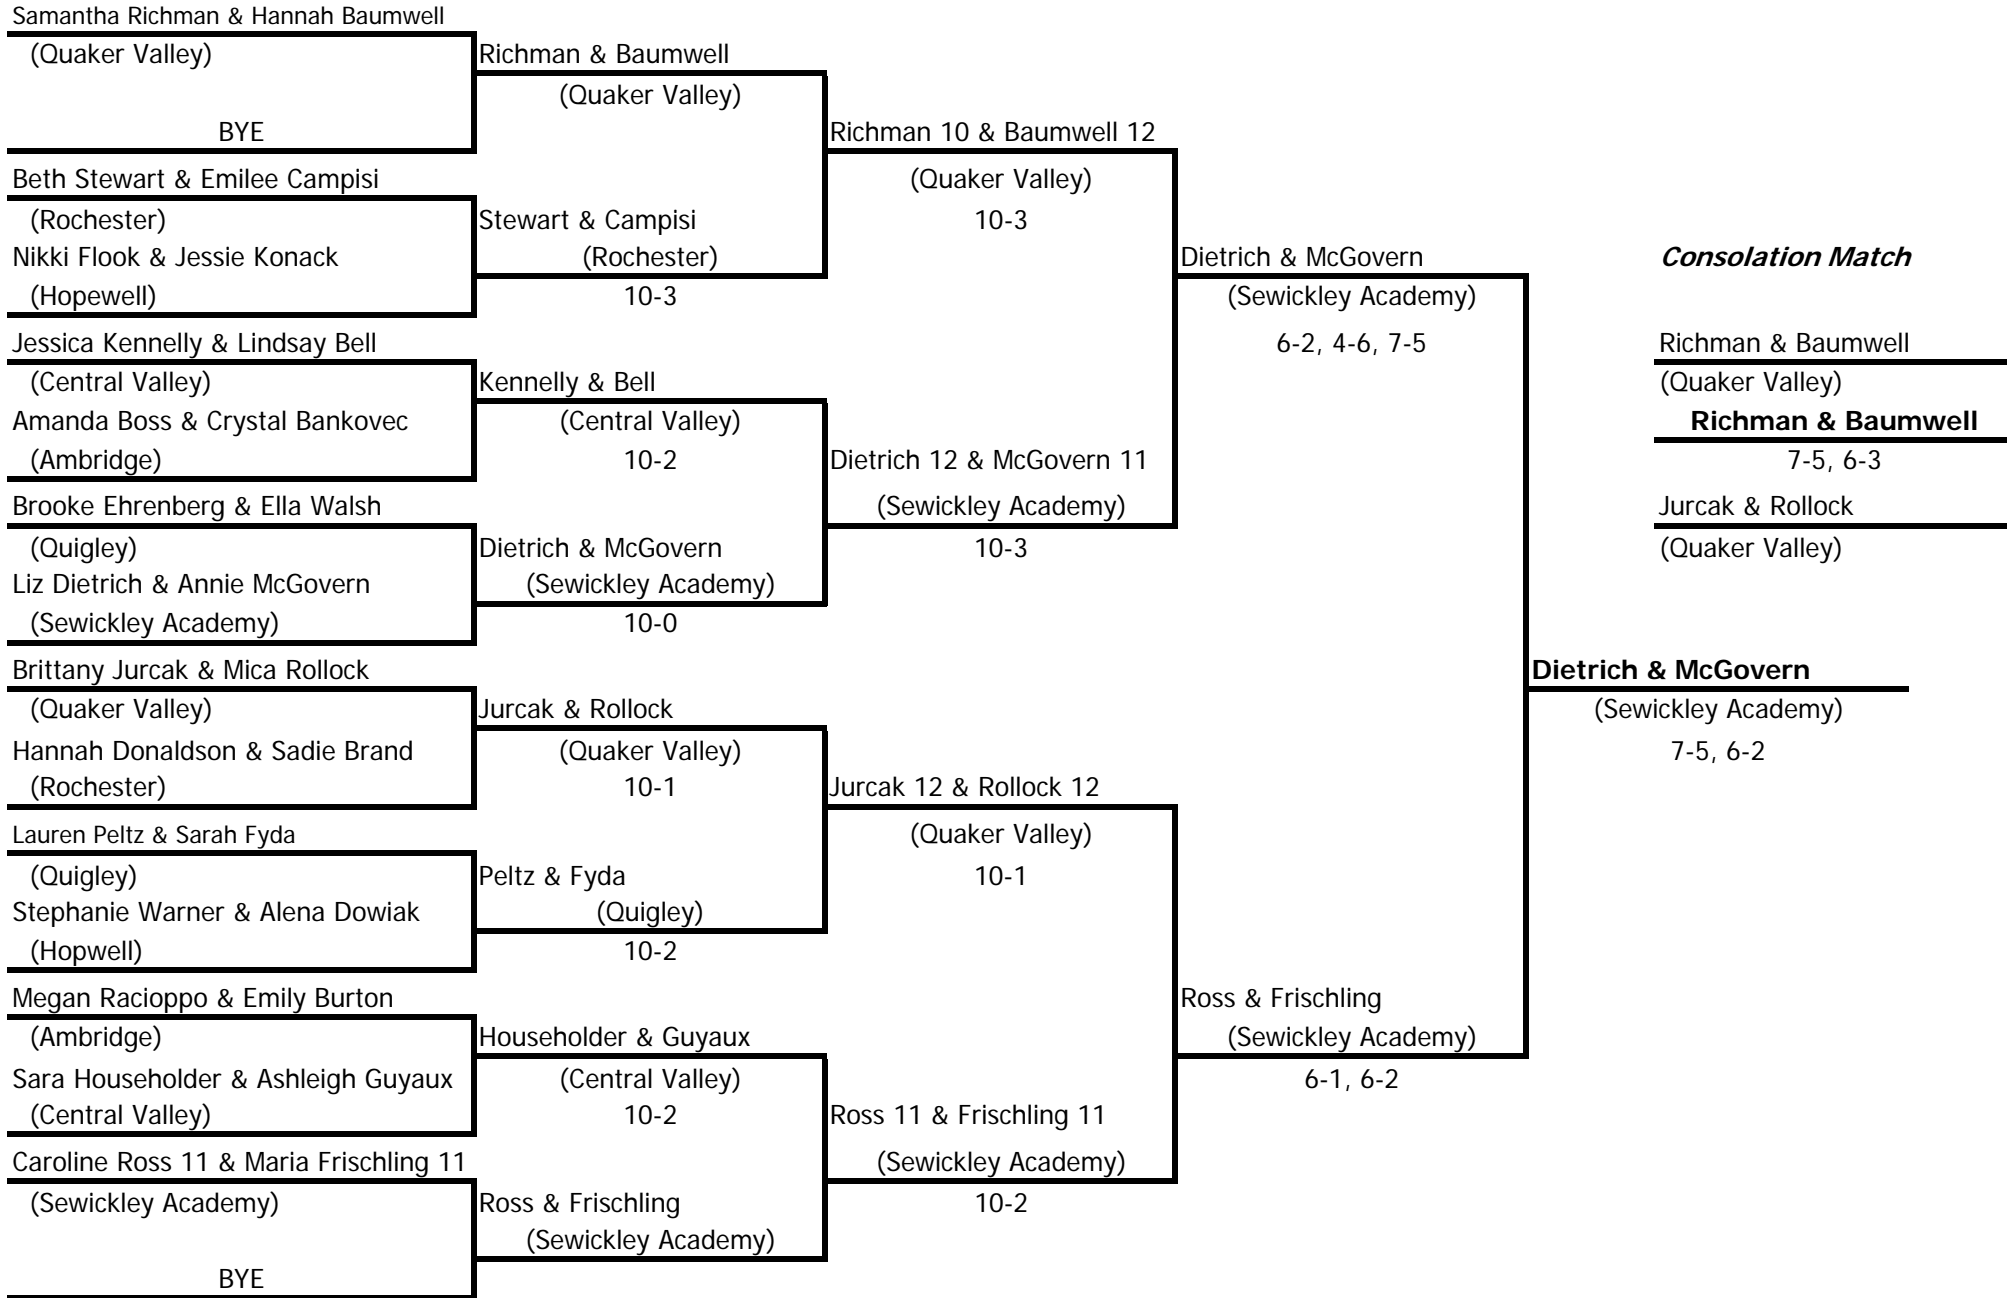 Samantha Richman & Hannah Baumwell
(Quaker Valley)
BYE
Beth Stewart & Emilee Campisi
(Rochester)
Nikki Flook & Jessie Konack
(Hopewell)
Jessica Kennelly & Lindsay Bell
(Central Valley)
Amanda Boss & Crystal Bankovec
(Ambridge)
Brooke Ehrenberg & Ella Walsh
(Quigley)
Liz Dietrich & Annie McGovern
(Sewickley Academy)
Brittany Jurcak & Mica Rollock
(Quaker Valley)
Hannah Donaldson & Sadie Brand
(Rochester)
Lauren Peltz & Sarah Fyda
(Quigley)
Stephanie Warner & Alena Dowiak
(Hopwell)
Megan Racioppo & Emily Burton
(Ambridge)
Sara Householder & Ashleigh Guyaux
(Central Valley)
Caroline Ross 11 & Maria Frischling 11
(Sewickley Academy)
BYE
Richman & Baumwell
(Quaker Valley)
Stewart & Campisi
(Rochester)
10-3
Kennelly & Bell
(Central Valley)
10-2
Dietrich & McGovern
(Sewickley Academy)
10-0
Jurcak & Rollock
(Quaker Valley)
10-1
Peltz & Fyda
(Quigley)
10-2
Householder & Guyaux
(Central Valley)
10-2
Ross & Frischling
(Sewickley Academy)
Richman 10 & Baumwell 12
(Quaker Valley)
10-3
Dietrich 12 & McGovern 11
(Sewickley Academy)
10-3
Jurcak 12 & Rollock 12
(Quaker Valley)
10-1
Ross 11 & Frischling 11
(Sewickley Academy)
10-2
Dietrich & McGovern
(Sewickley Academy)
6-2, 4-6, 7-5
Ross & Frischling
(Sewickley Academy)
6-1, 6-2
Dietrich & McGovern
(Sewickley Academy)
7-5, 6-2
Consolation Match
Richman & Baumwell
(Quaker Valley)
Richman & Baumwell
7-5, 6-3
Jurcak & Rollock
(Quaker Valley)